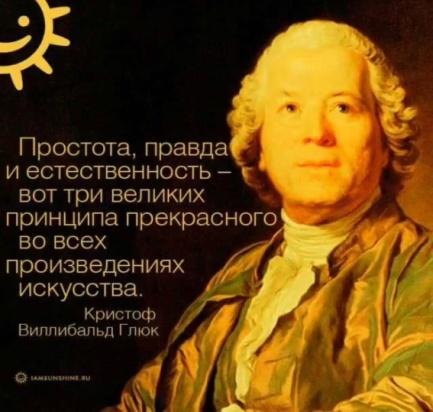 Простота, правда
и естественность –
вот три великих
принципа прекрасного
во всех
произведениях
искусства.
Кристоф
Виллибальд Глюк
IAMSUNSHINE.RU